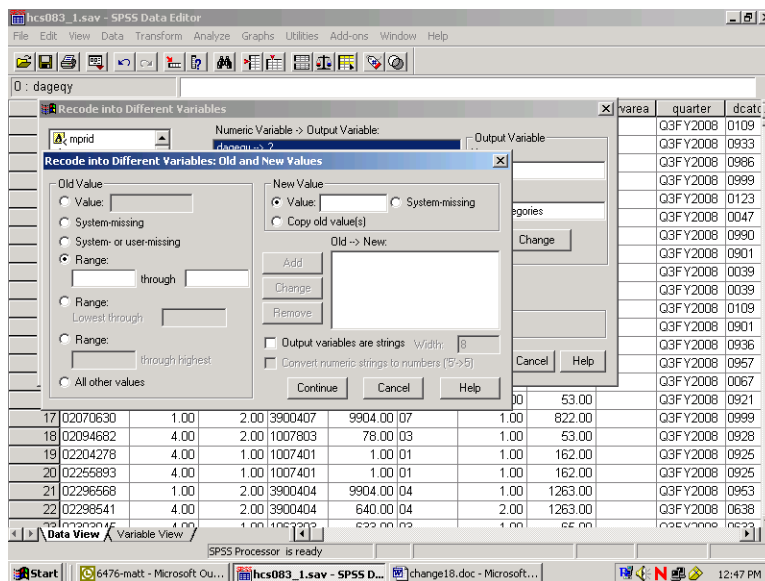 hcs083_1.sav - SPSS Data Editor
File Edit View Data Transform Analyze Graphs Utilities Add-ons Window Help
0 : dageqy
Recode into Different Variables
mprid
Numeric Variable -> Output Variable:
Output Variable
Change
Cancel Help
Recode into Different Variables: Old and New Values
Old Value
Value:
System-missing
System- or user-missing
Range:
through
Range:
Lowest through
Range:
through highest
All other values
New Value
Value: System-missing
Copy old value(s)
Old --> New:
Add
Change
Remove
Output variables are strings Width: 8
Convert numeric strings to numbers ('5'->5)
Continue Cancel Help
quarter dcatc
Q3FY2008 0109
Q3FY2008 0933
Q3FY2008 0986
Q3FY2008 0999
Q3FY2008 0123
Q3FY2008 0047
Q3FY2008 0990
Q3FY2008 0901
Q3FY2008 0039
Q3FY2008 0039
Q3FY2008 0109
Q3FY2008 0901
Q3FY2008 0936
Q3FY2008 0957
Q3FY2008 0067
53.00 Q3FY2008 0921
17 02070630 1.00 2.00 3900407 9904.00 07 1.00 822.00 Q3FY2008 0999
18 02094682 4.00 2.00 1007803 78.00 03 1.00 53.00 Q3FY2008 0928
19 02204278 4.00 1.00 1007401 1.00 01 1.00 162.00 Q3FY2008 0925
20 02255893 4.00 1.00 1007401 1.00 01 1.00 162.00 Q3FY2008 0925
21 02296568 1.00 2.00 3900404 9904.00 04 1.00 1263.00 Q3FY2008 0953
22 02298541 4.00 2.00 3900404 640.00 04 2.00 1263.00 Q3FY2008 0638
Data View Variable View
SPSS Processor is ready
Start 6476-matt - Microsoft Ou... hcs083_1.sav - SPSS D... change18.doc - Microsoft... 12:47 PM